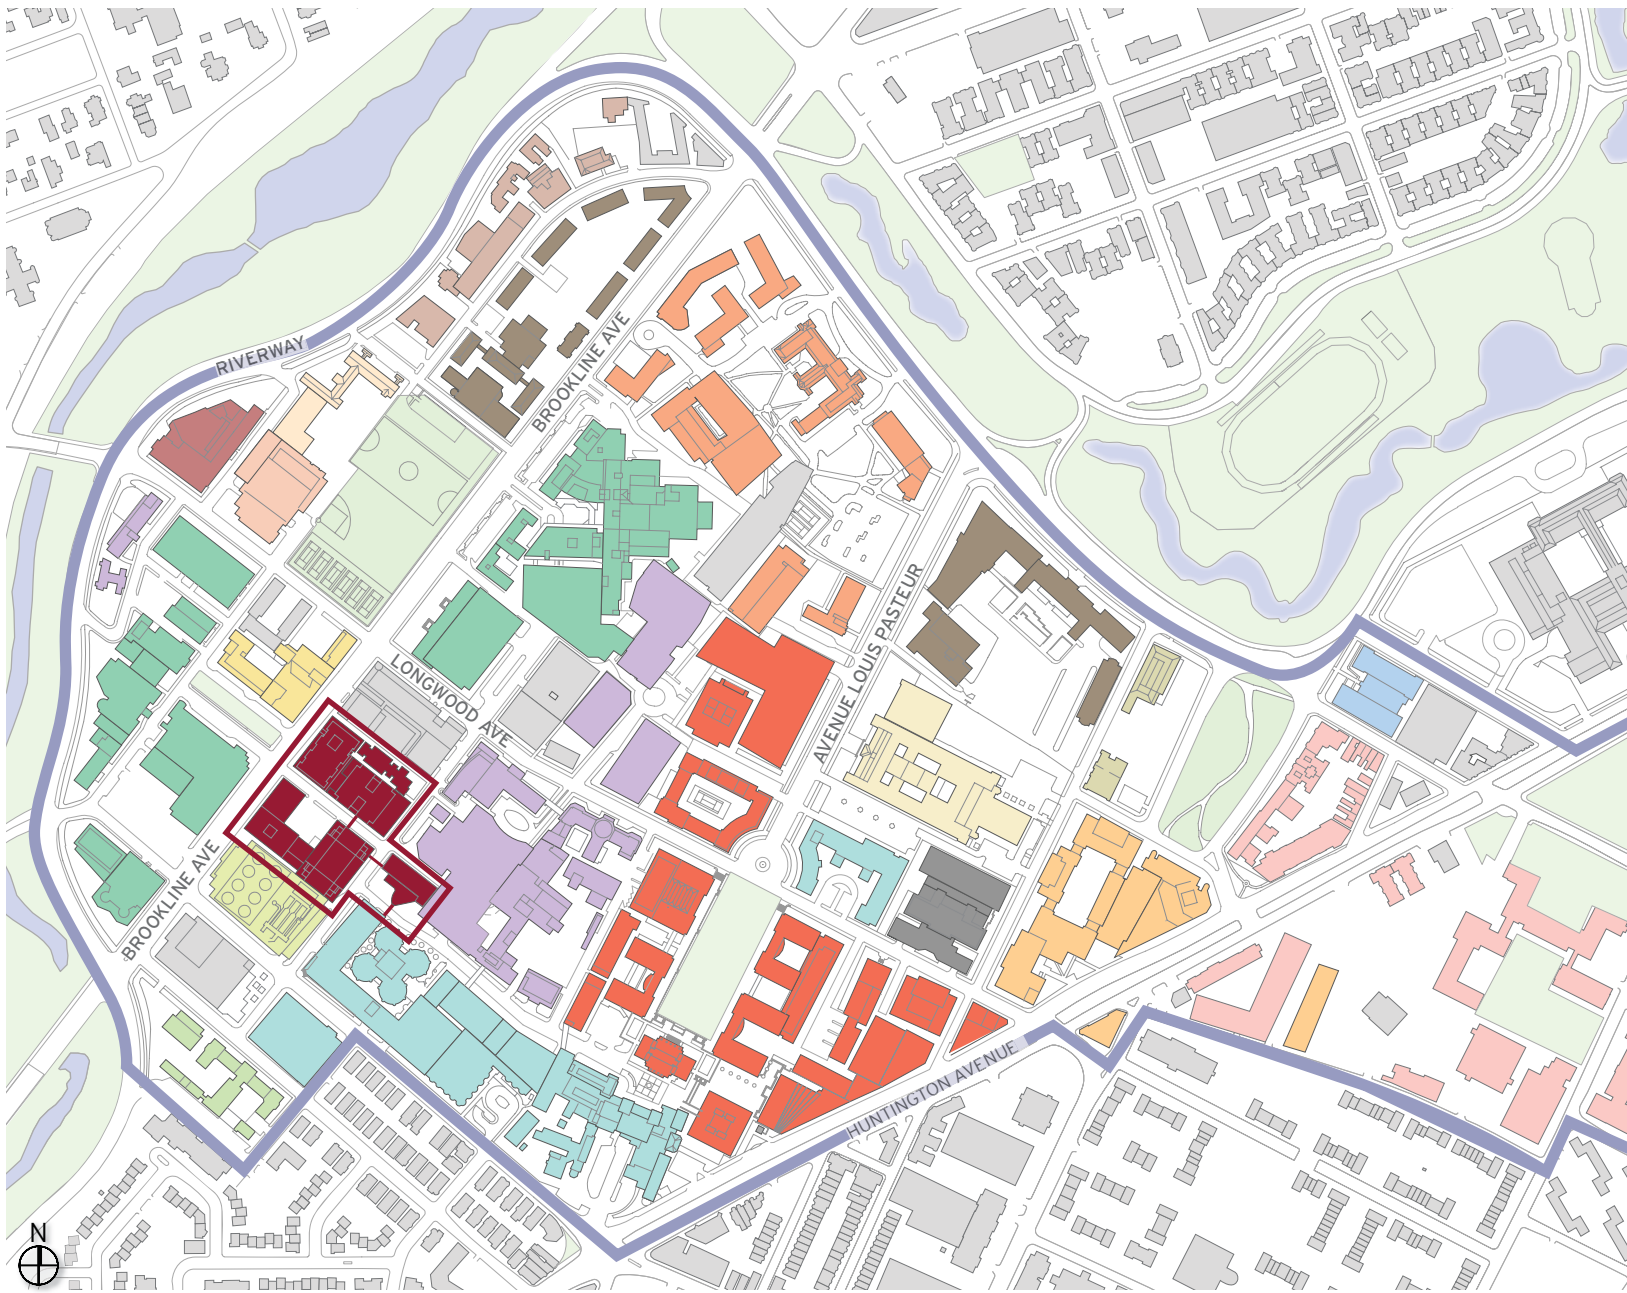 RIVERWAY
BROOKLINE AVE
AVENUE LOUIS PASTEUR
LONGWOOD AVE
BROOKLINE AVE
HUNTINGTON AVENUE
N